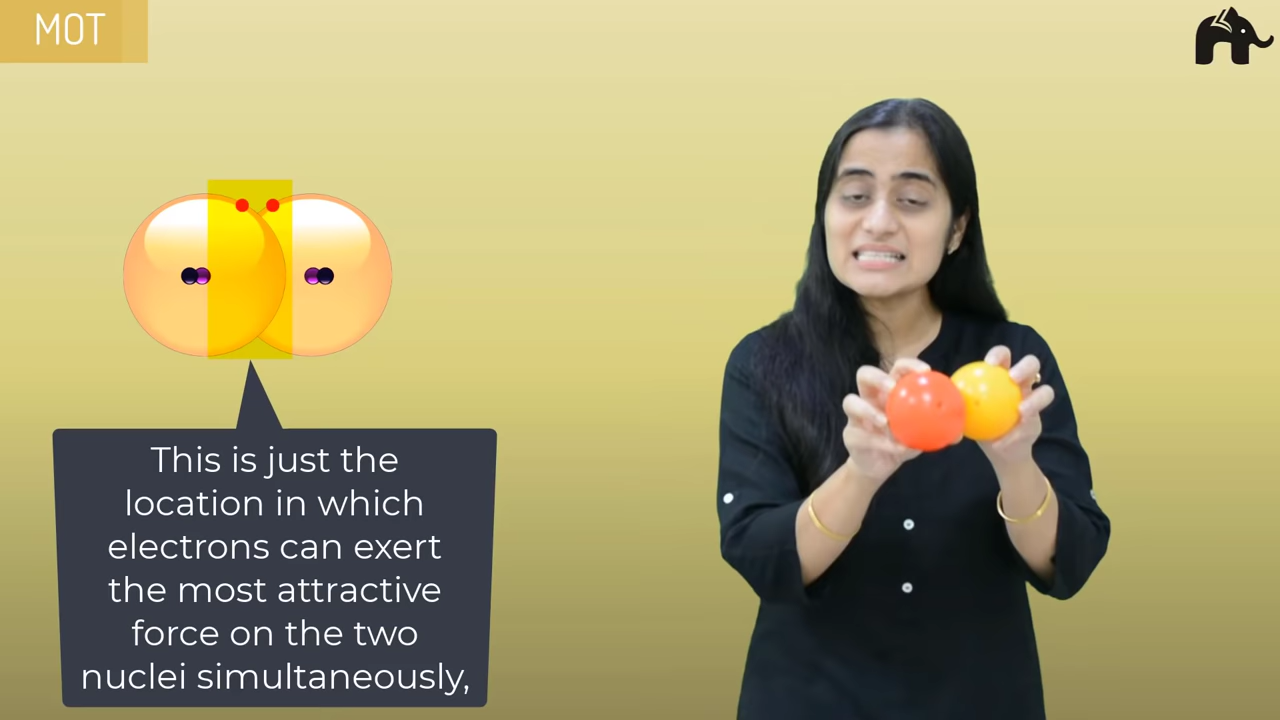 MOT
This is just the
location in which
electrons can exert
the most attractive
force on the two
nuclei simultaneously,